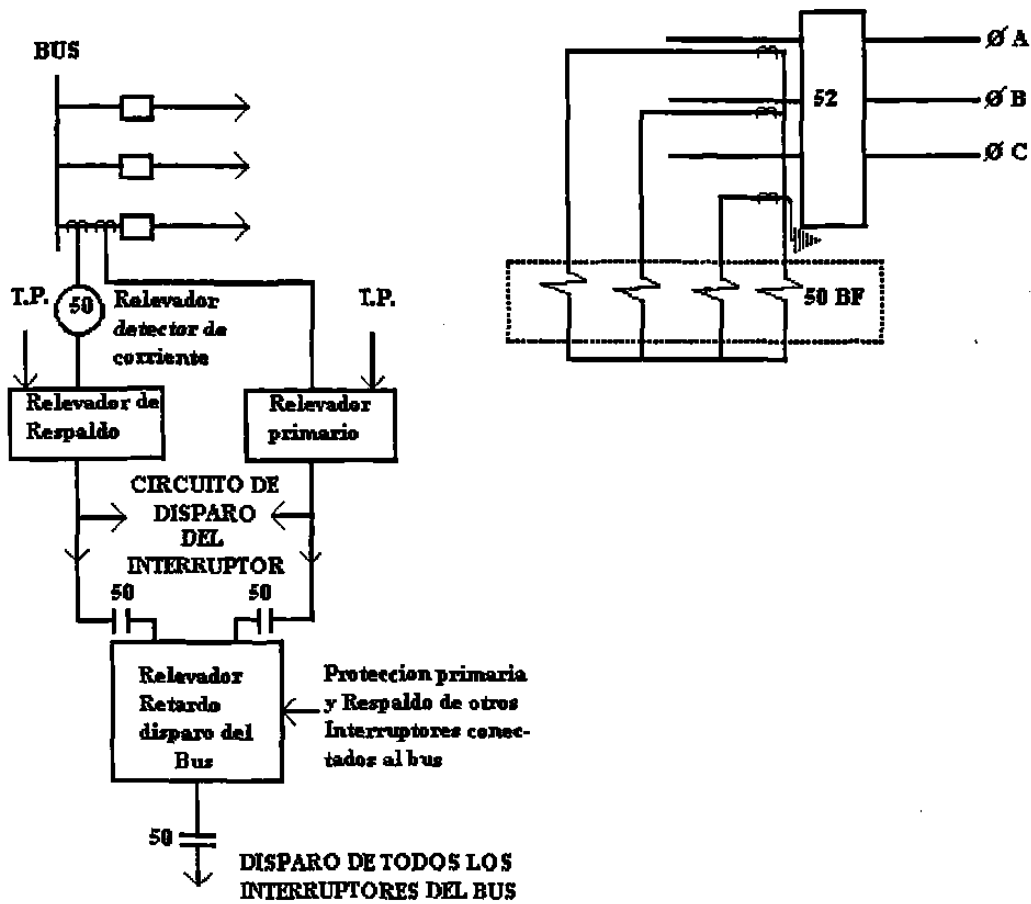 BUS
T.P.
50
Relevador
detector de
corriente
T.P.
Relevador de
Respaldo
Relevador
primario
CIRCUITO DE
DISPARO
DEL
INTERRUPTOR
50
50
Relevador
Retardo
disparo del
Bus
Proteccion primaria
y Respaldo de otros
Interruptores conec-
tados al bus
50
DISPARO DE TODOS LOS
INTERRUPTORES DEL BUS
52
Ø A
Ø B
Ø C
50 BF